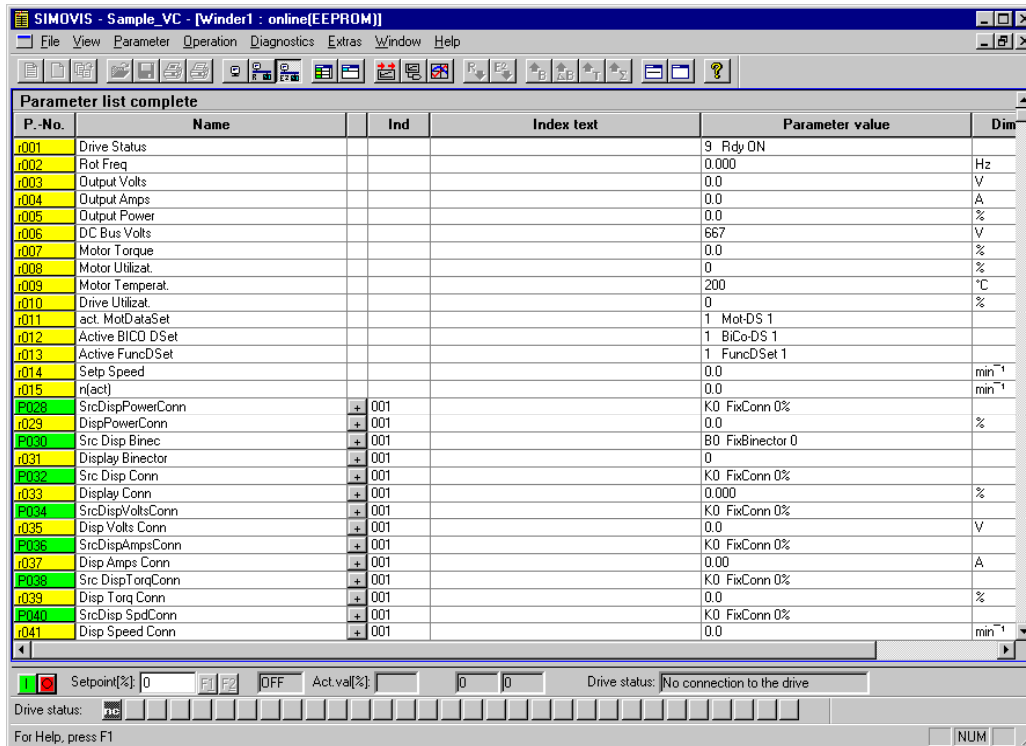 SIMOVIS - Sample_VC - [Winder1 : online(EEPROM)]
File View Parameter Operation Diagnostics Extras Window Help
Parameter list complete
P.-No. Name Ind Index text Parameter value Dim
r001 Drive Status 9 Rdy ON
r002 Rot Freq 0.000 Hz
r003 Output Volts 0.0 V
r004 Output Amps 0.0 A
r005 Output Power 0.0 %
r006 DC Bus Volts 667 V
r007 Motor Torque 0.0 %
r008 Motor Utilizat. 0 %
r009 Motor Temperat. 200 °C
r010 Drive Utilizat. 0 %
r011 act. MotDataSet 1 Mot-DS 1
r012 Active BICO DSet 1 BiCo-DS 1
r013 Active FuncDSet 1 FuncDSet 1
r014 Setp Speed 0.0 min⁻¹
r015 n(act) 0.0 min⁻¹
P028 SrcDispPowerConn + 001 K0 FixConn 0%
r029 DispPowerConn + 001 0.0 %
P030 Src Disp Binec + 001 B0 FixBinector 0
r031 Display Binector + 001 0
P032 Src Disp Conn + 001 K0 FixConn 0%
r033 Display Conn + 001 0.000 %
P034 SrcDispVoltsConn + 001 K0 FixConn 0%
r035 Disp Volts Conn + 001 0.0 V
P036 SrcDispAmpsConn + 001 K0 FixConn 0%
r037 Disp Amps Conn + 001 0.00 A
P038 Src DispTorqConn + 001 K0 FixConn 0%
r039 Disp Torq Conn + 001 0.0 %
P040 SrcDisp SpdConn + 001 K0 FixConn 0%
r041 Disp Speed Conn + 001 0.0 min⁻¹
Setpoint[%]: 0 F1 F2 OFF Act.val[%]: 0 0 Drive status: No connection to the drive
Drive status: nc
For Help, press F1 NUM